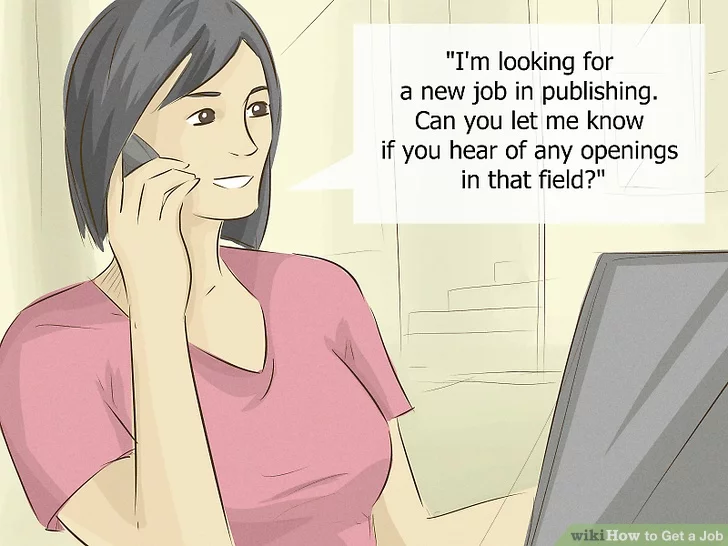 "I'm looking for
a new job in publishing.
Can you let me know
if you hear of any openings
in that field?"
wikiHow to Get a Job